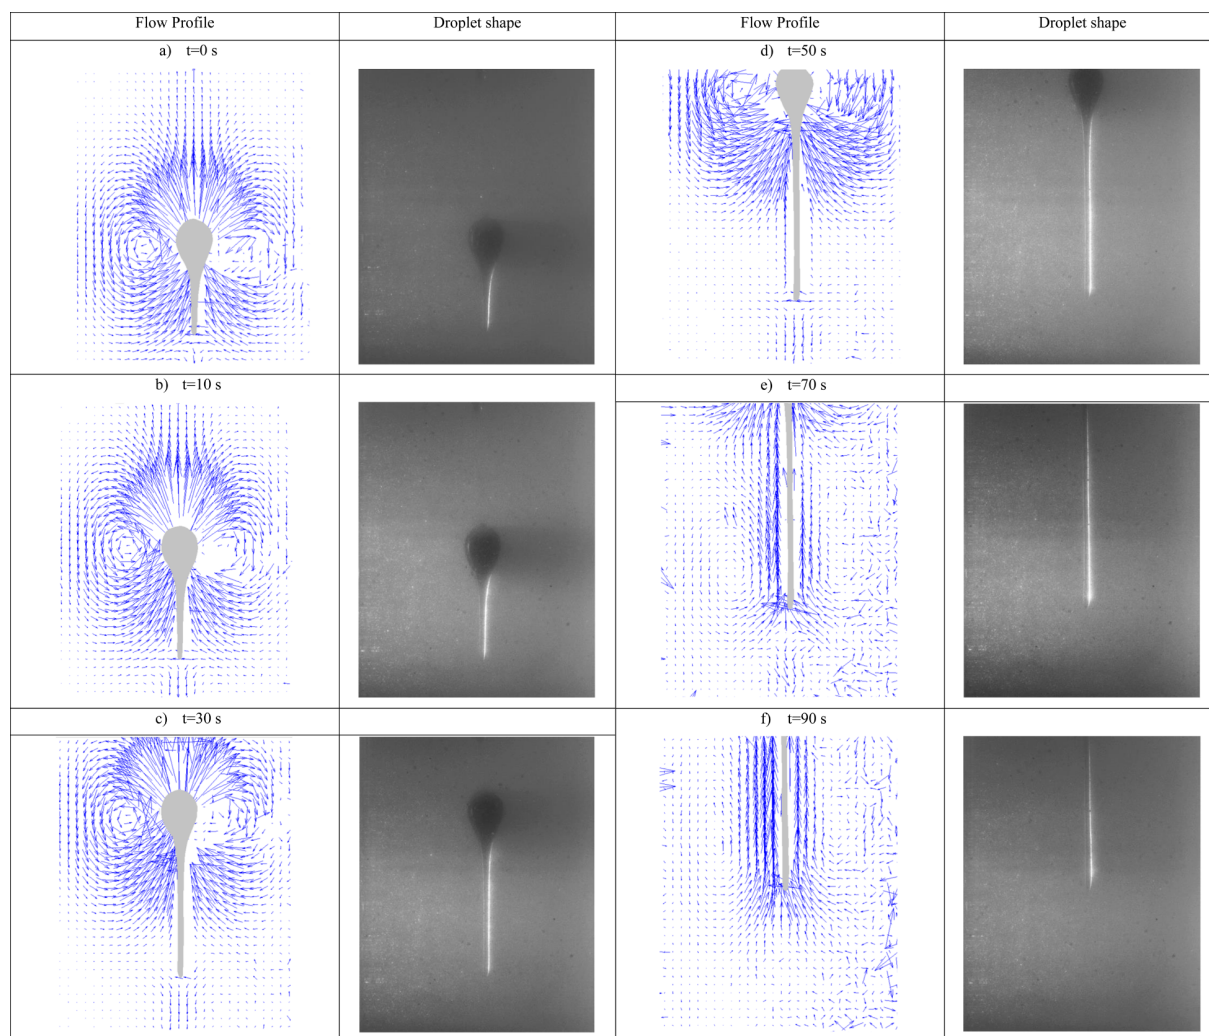 Flow Profile Droplet shape Flow Profile Droplet shape
a) t=0 s
d) t=50 s
b) t=10 s
e) t=70 s
c) t=30 s
f) t=90 s